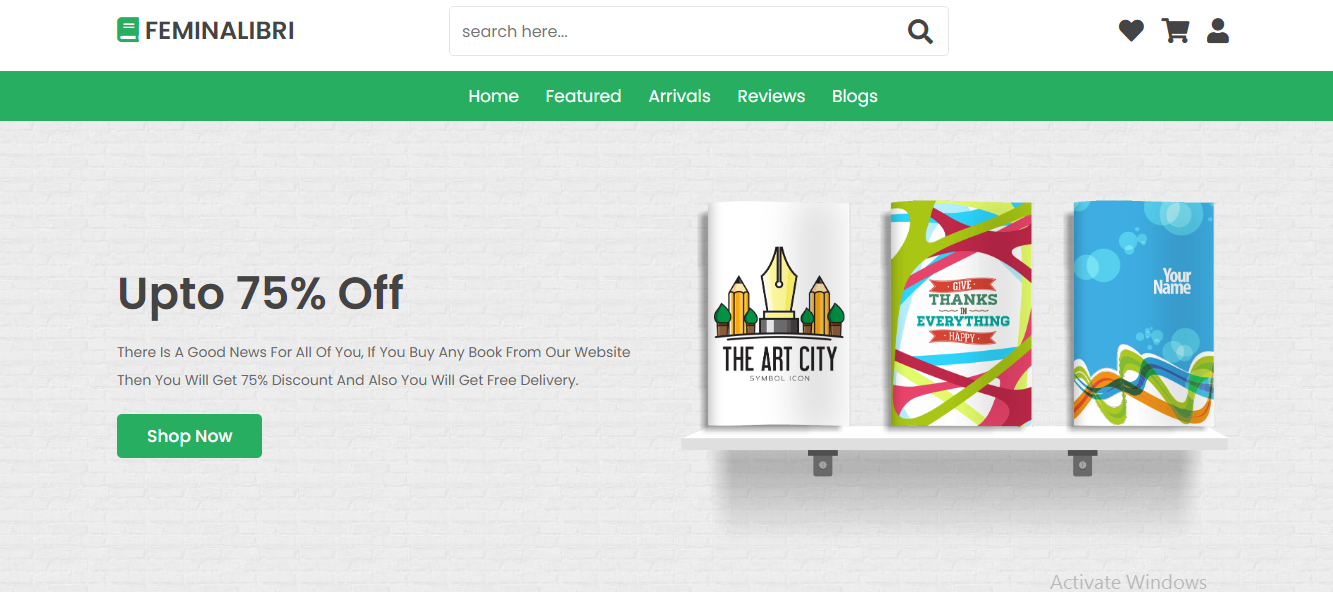 FEMINALIBRI
search here...
Home Featured Arrivals Reviews Blogs
Upto 75% Off
There Is A Good News For All Of You, If You Buy Any Book From Our Website
Then You Will Get 75% Discount And Also You Will Get Free Delivery.
Shop Now
THE ART CITY
SYMBOL ICON
· GIVE ·
THANKS
IN
EVERYTHING
· HAPPY ·
Your
Name
Activate Windows